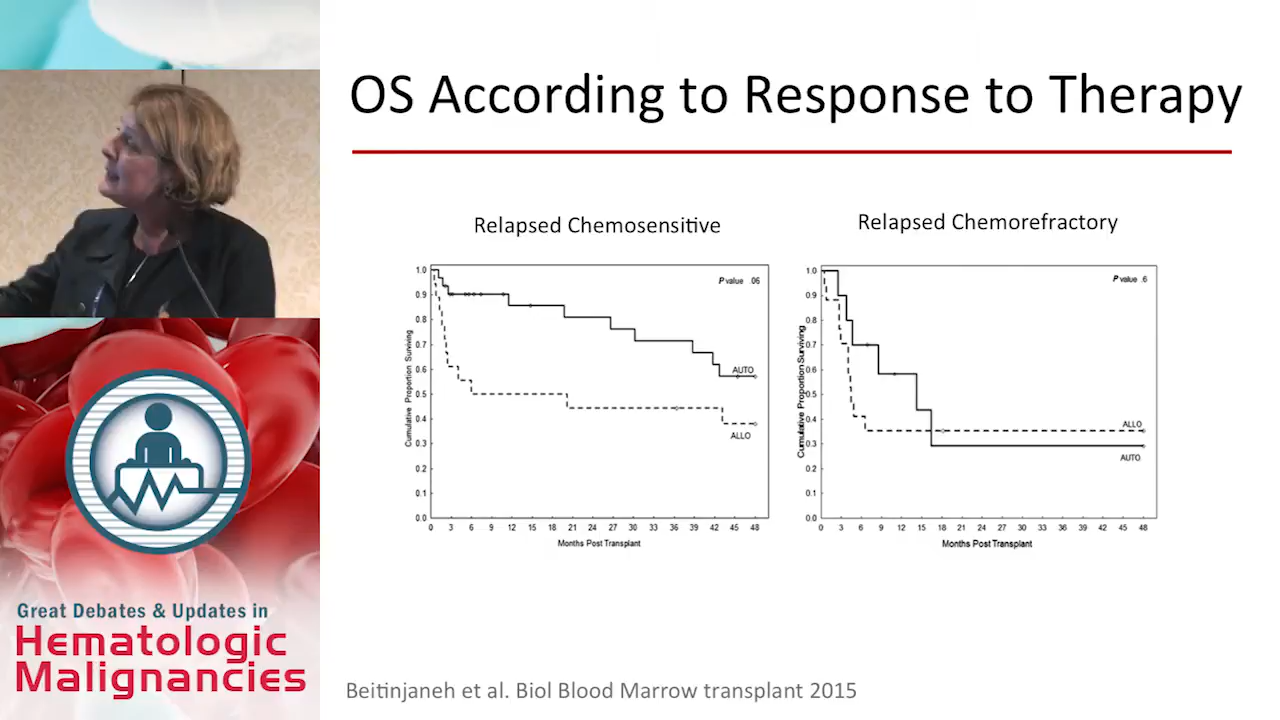 OS According to Response to Therapy
Relapsed Chemosensitive
Relapsed Chemorefractory
1.0
0.9
0.8
0.7
0.6
0.5
0.4
0.3
0.2
0.1
0.0
Cumulative Proportion Surviving
P value .06
AUTO
ALLO
0 3 6 9 12 15 18 21 24 27 30 33 36 39 42 45 48
Months Post Transplant
1.0
0.9
0.8
0.7
0.6
0.5
0.4
0.3
0.2
0.1
0.0
Cumulative Proportion Surviving
P value .6
ALLO
AUTO
0 3 6 9 12 15 18 21 24 27 30 33 36 39 42 45 48
Months Post Transplant
Great Debates & Updates in
Hematologic
Malignancies
Beitinjaneh et al. Biol Blood Marrow transplant 2015